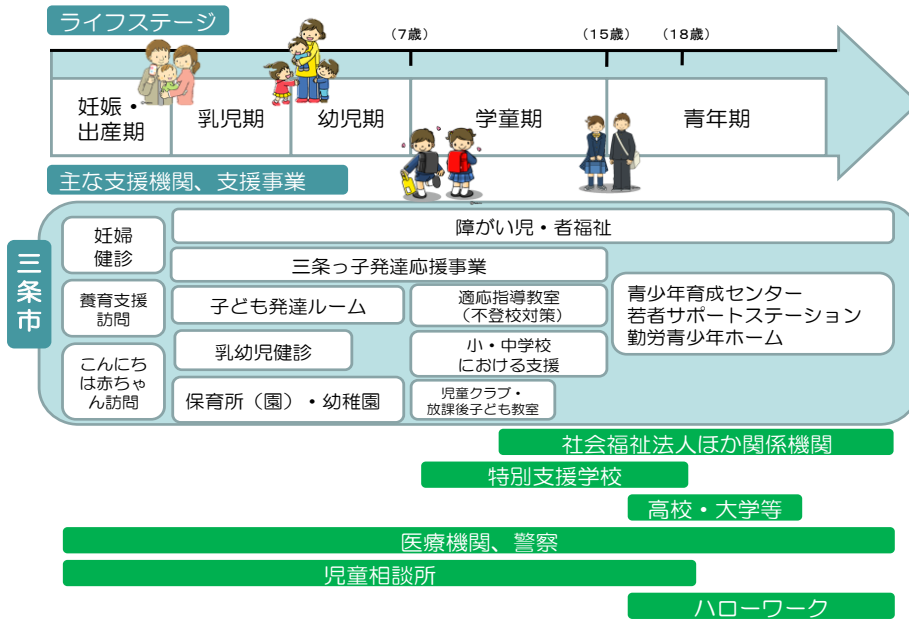 ライフステージ
（7歳）
（15歳）
（18歳）
妊娠・
出産期
乳児期
幼児期
学童期
青年期
主な支援機関、支援事業
三条市
妊婦
健診
養育支援
訪問
こんにち
は赤ちゃ
ん訪問
障がい児・者福祉
三条っ子発達応援事業
子ども発達ルーム
乳幼児健診
保育所（園）・幼稚園
適応指導教室
（不登校対策）
小・中学校
における支援
児童クラブ・
放課後子ども教室
青少年育成センター
若者サポートステーション
勤労青少年ホーム
社会福祉法人ほか関係機関
特別支援学校
高校・大学等
医療機関、警察
児童相談所
ハローワーク